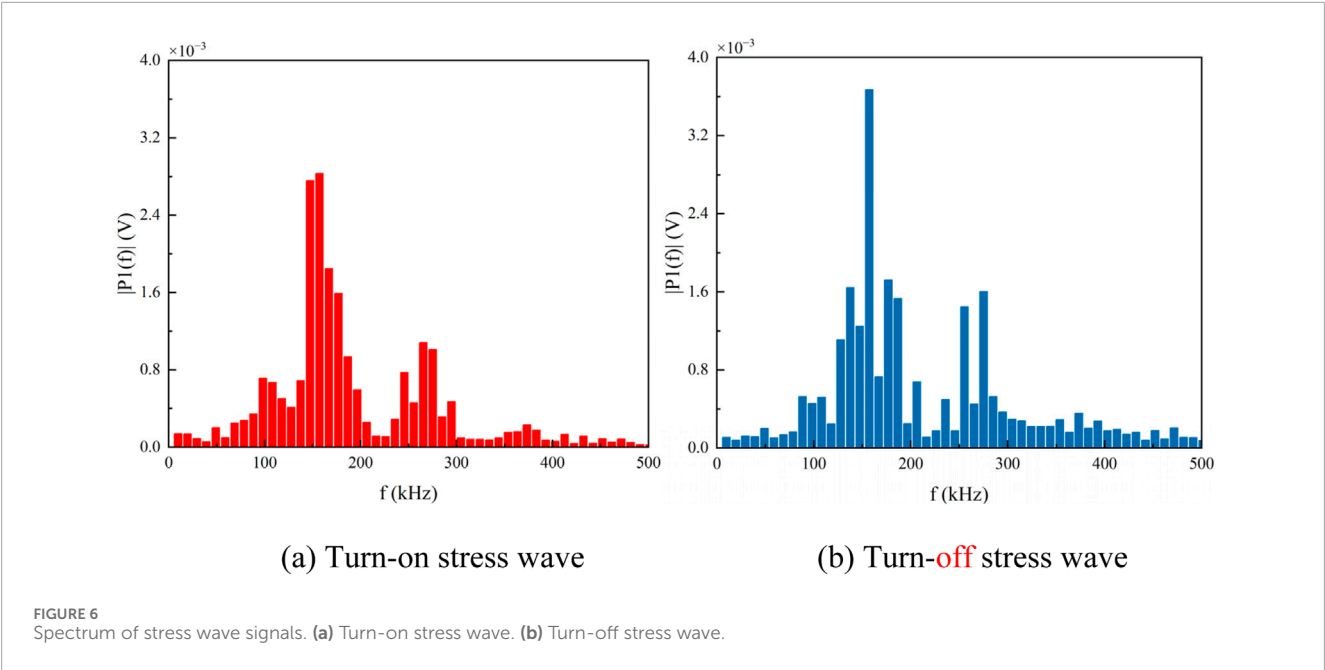 ×10⁻³
4.0
3.2
2.4
1.6
0.8
0.0
|P1(f)| (V)
0 100 200 300 400 500
f (kHz)
(a) Turn-on stress wave
×10⁻³
4.0
3.2
2.4
1.6
0.8
0.0
|P1(f)| (V)
0 100 200 300 400 500
f (kHz)
(b) Turn-off stress wave
FIGURE 6
Spectrum of stress wave signals. (a) Turn-on stress wave. (b) Turn-off stress wave.